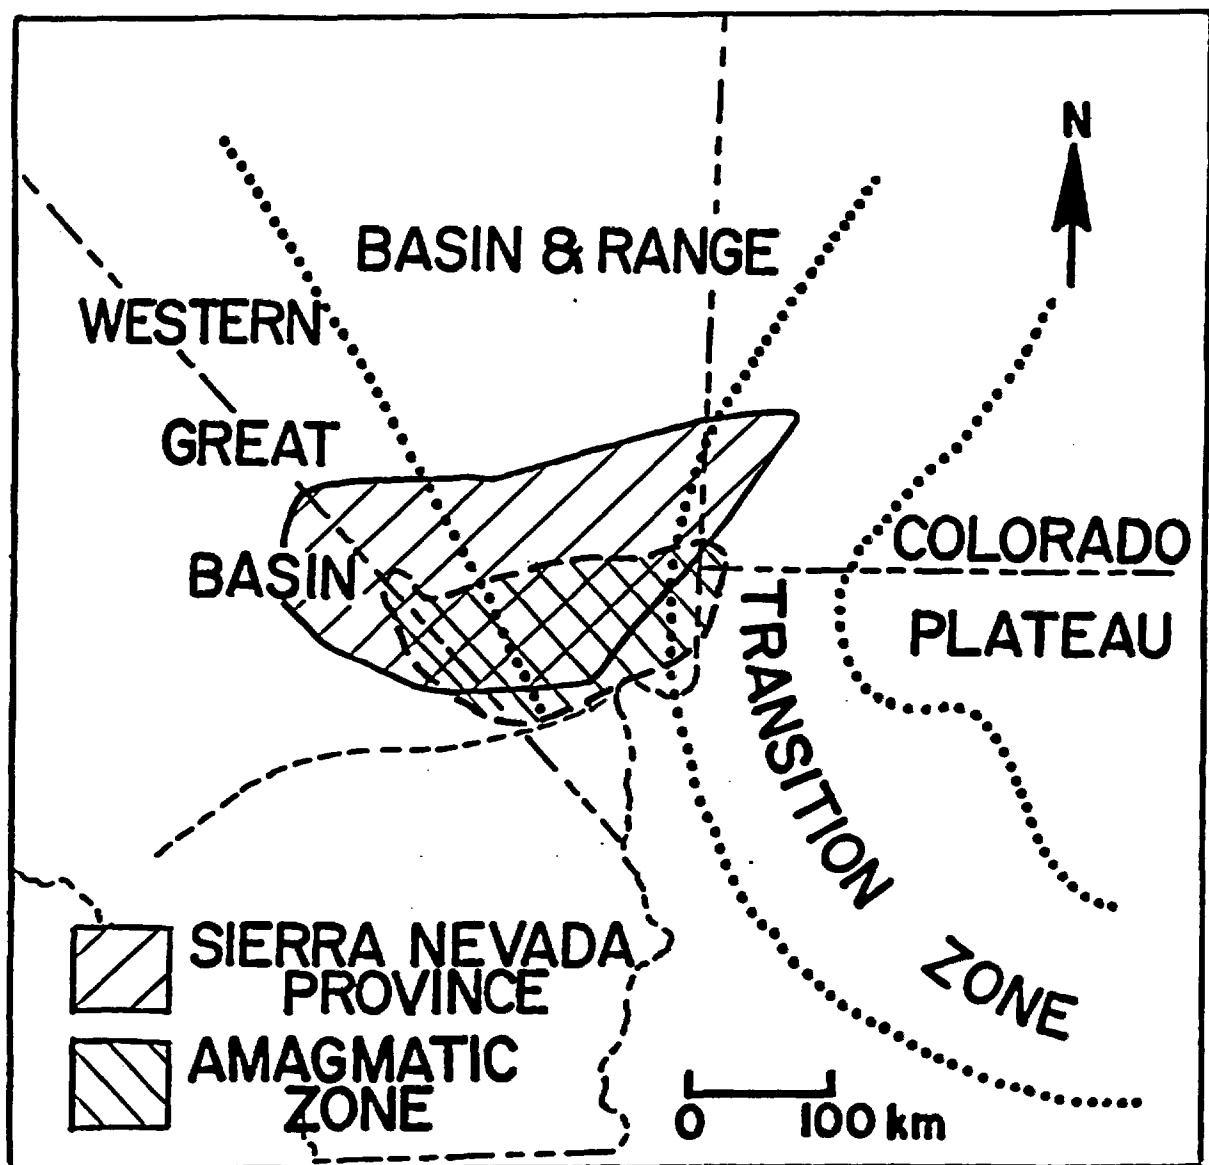 N
BASIN & RANGE
WESTERN
GREAT
BASIN
COLORADO
PLATEAU
TRANSITION
ZONE
SIERRA NEVADA
PROVINCE
AMAGMATIC
ZONE
0 100 km